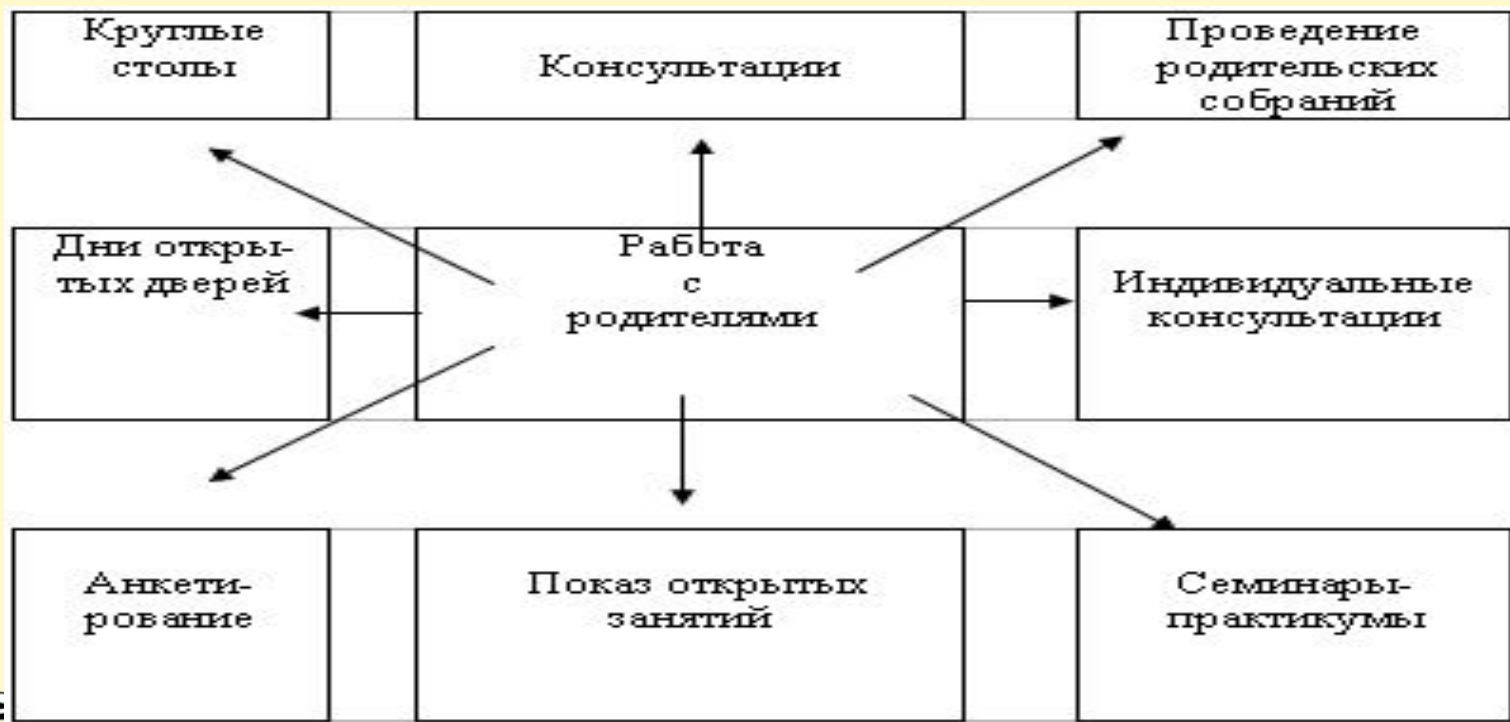 Круглые
столы
Консультации
Проведение
родительских
собраний
Дни откры-
тых дверей
Работа
с
родителями
Индивидуальные
консультации
Анкети-
рование
Показ открытых
занятий
Семинары-
практикумы